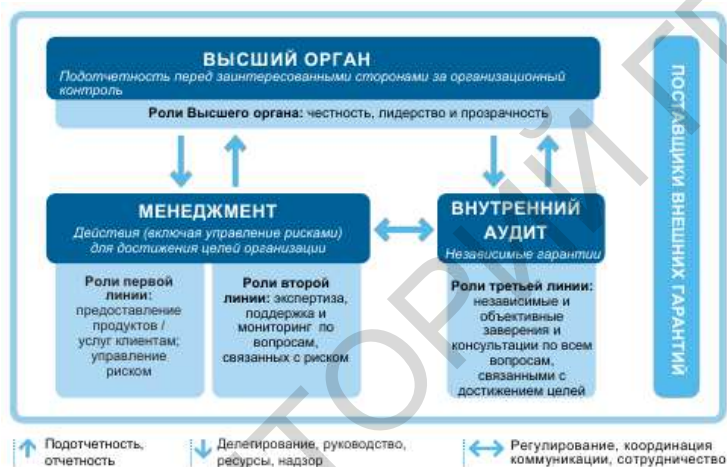 ВЫСШИЙ ОРГАН
Подотчетность перед заинтересованными сторонами за организационный
контроль
Роли Высшего органа: честность, лидерство и прозрачность
МЕНЕДЖМЕНТ
Действия (включая управление рисками)
для достижения целей организации
Роли первой
линии:
предоставление
продуктов /
услуг клиентам;
управление
риском
Роли второй
линии: экспертиза,
поддержка и
мониторинг по
вопросам,
связанных с риском
ВНУТРЕННИЙ
АУДИТ
Независимые гарантии
Роли третьей линии:
независимые и
объективные
заверения и
консультации по всем
вопросам,
связанными с
достижением целей
ПОСТАВЩИКИ ВНЕШНИХ ГАРАНТИЙ
Подотчетность,
отчетность
Делегирование, руководство,
ресурсы, надзор
Регулирование, координация
коммуникации, сотрудничество